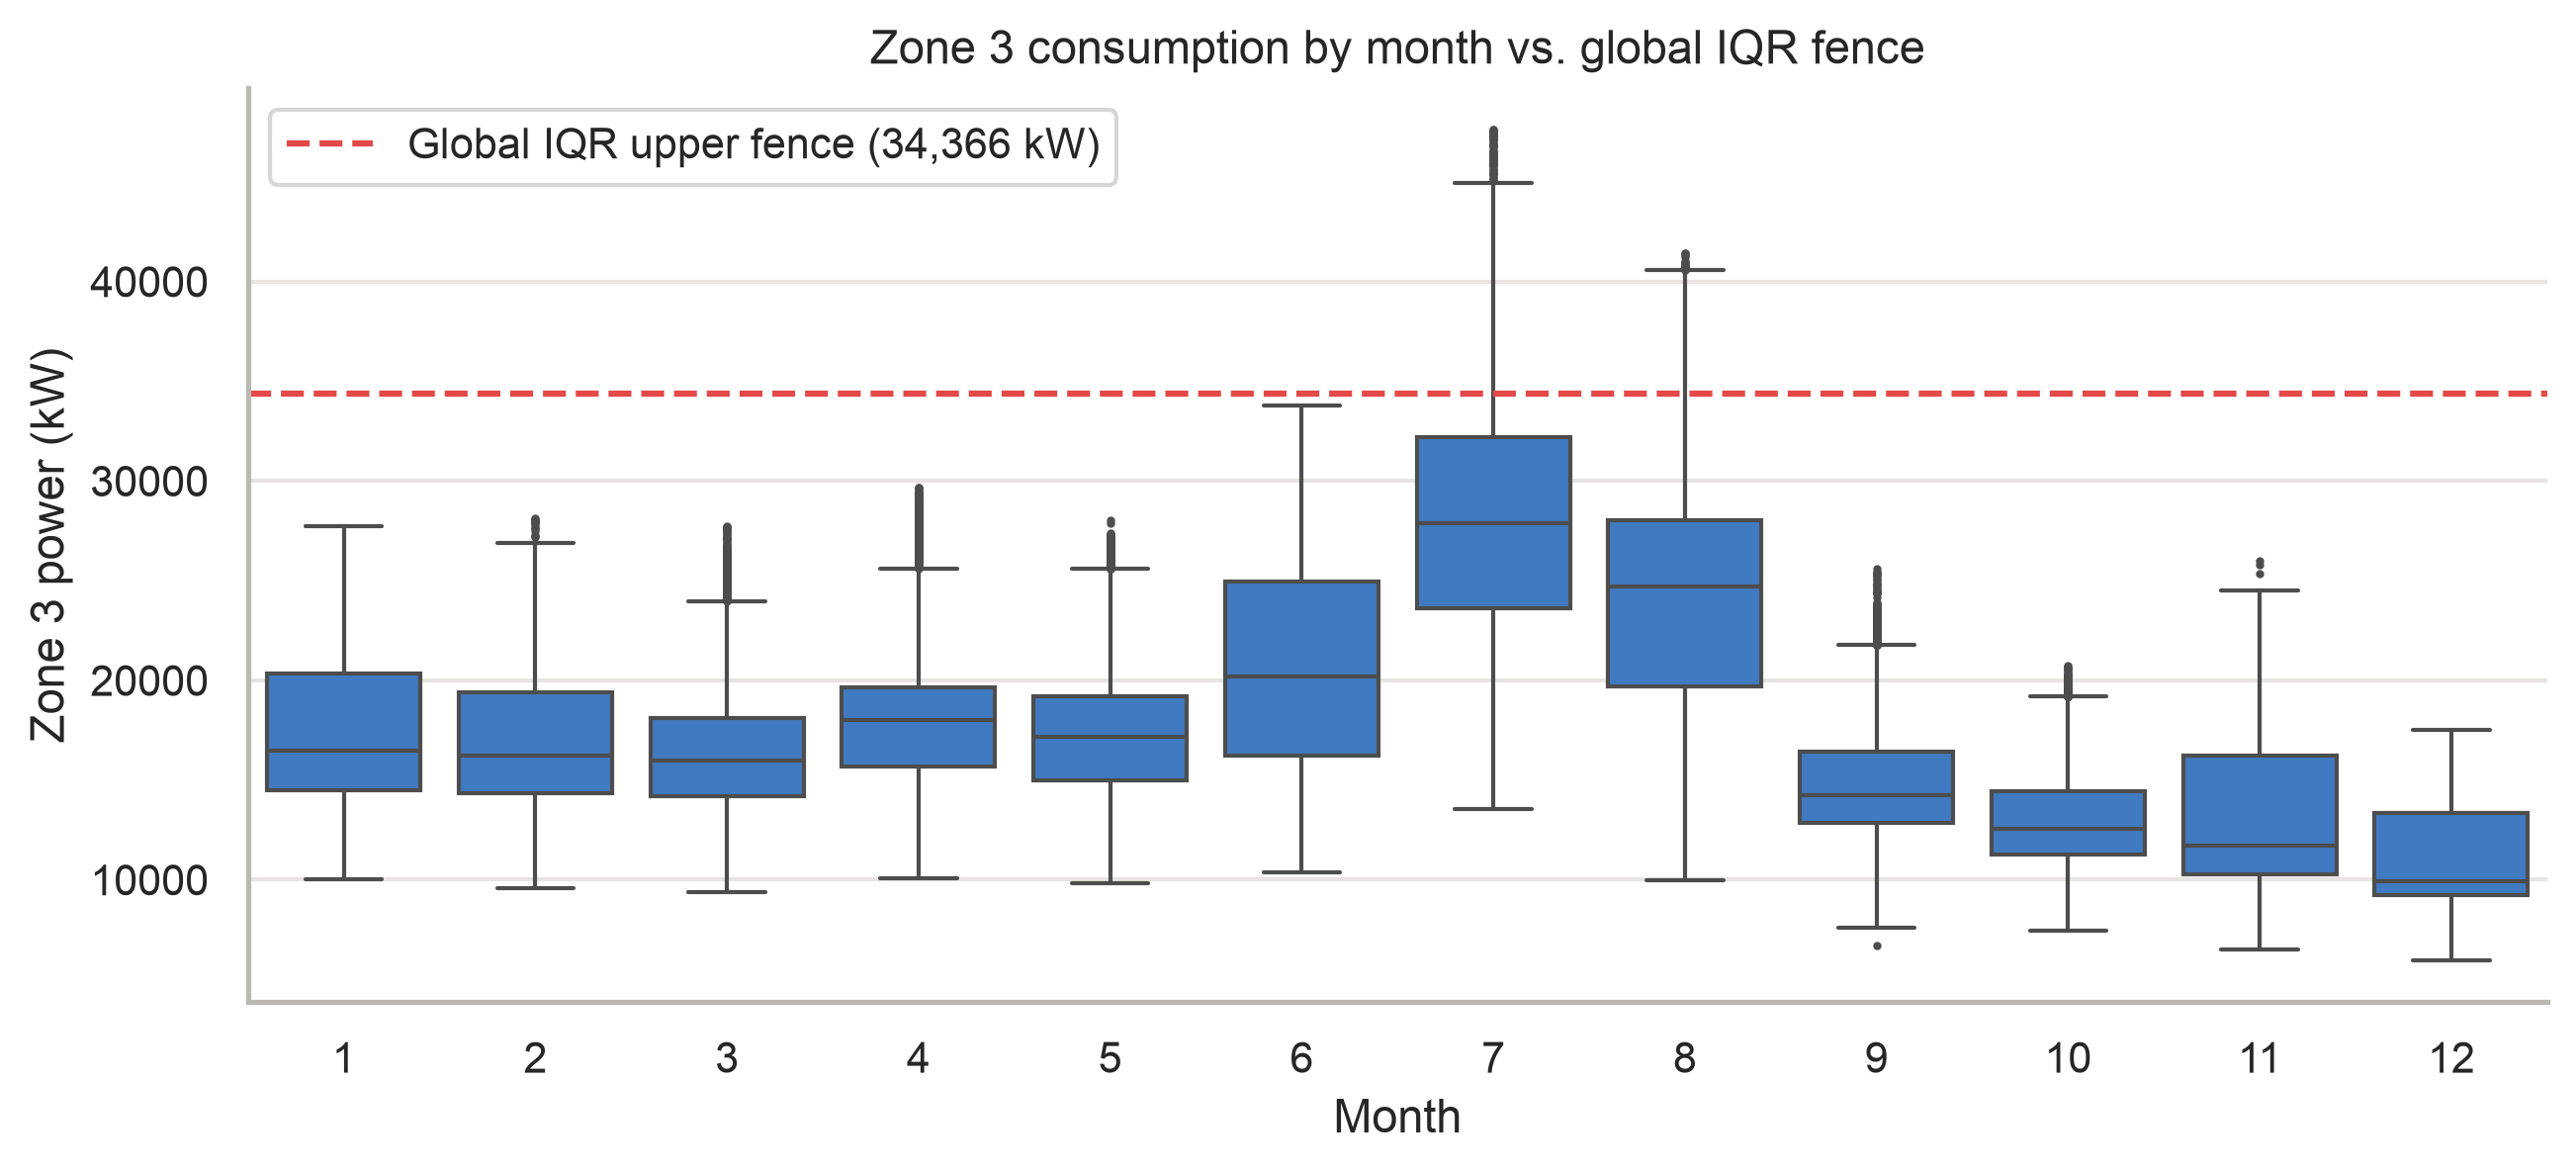 Zone 3 consumption by month vs. global IQR fence
Global IQR upper fence (34,366 kW)
Zone 3 power (kW)
40000
30000
20000
10000
1 2 3 4 5 6 7 8 9 10 11 12
Month